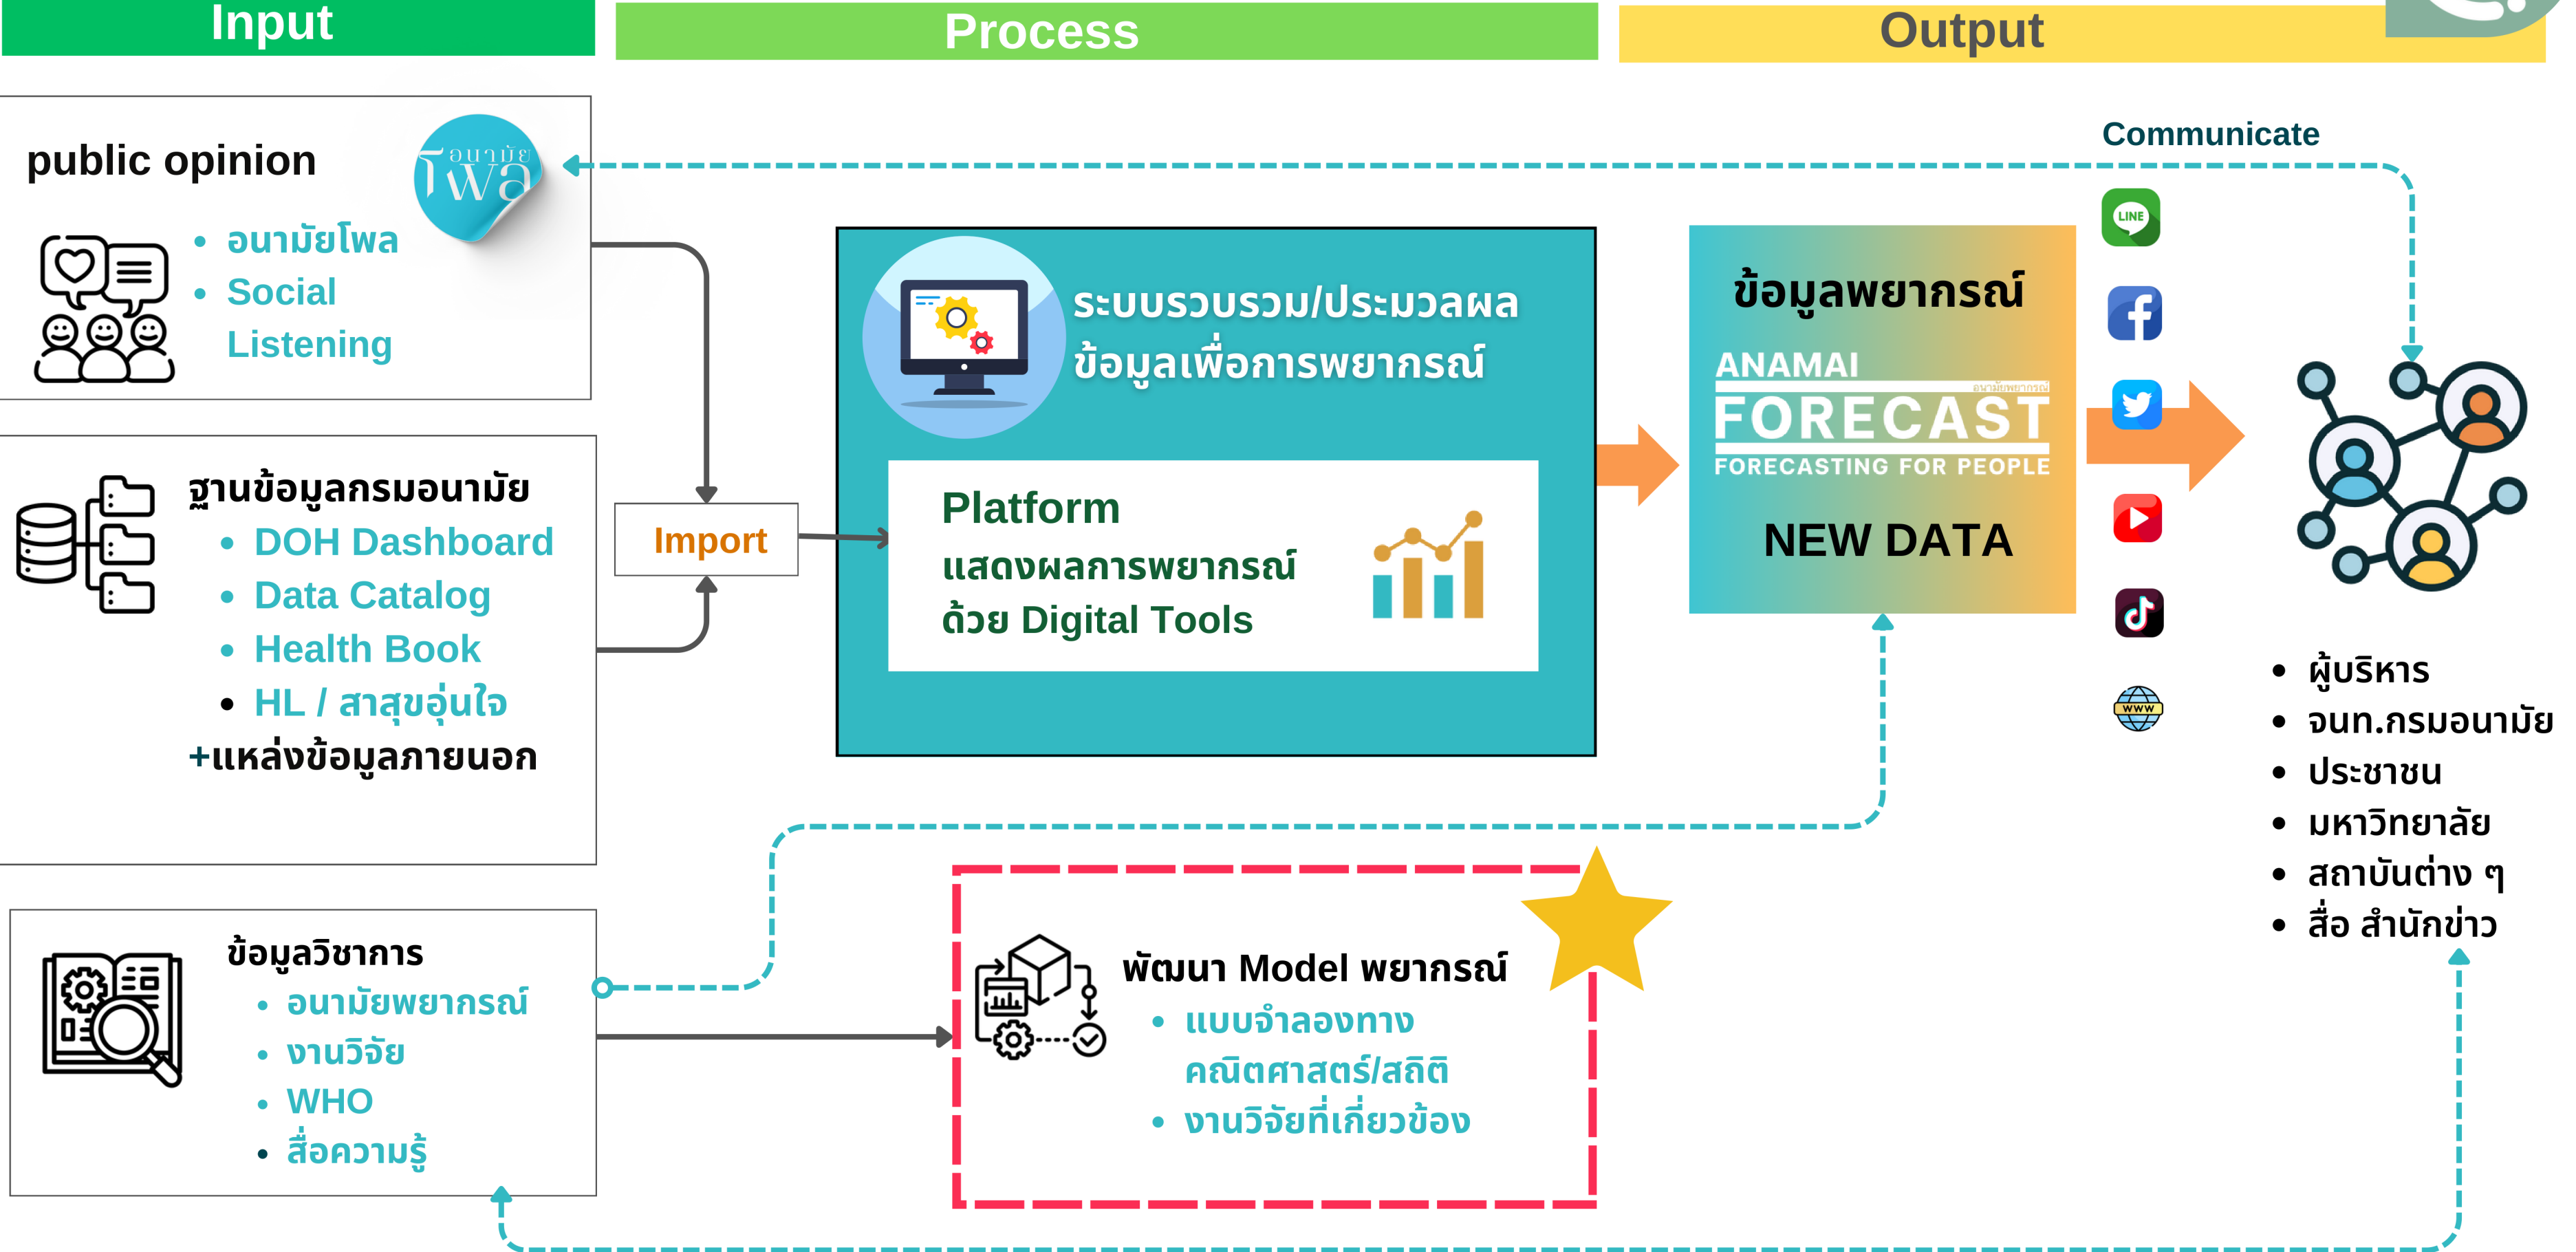 Input
Process
Output
public opinion
อนามัย
โพล
อนามัยโพล
Social
Listening
ฐานข้อมูลกรมอนามัย
DOH Dashboard
Data Catalog
Health Book
HL / สาสุขอุ่นใจ
+แหล่งข้อมูลภายนอก
ข้อมูลวิชาการ
อนามัยพยากรณ์
งานวิจัย
WHO
สื่อความรู้
Import
ระบบรวบรวม/ประมวลผล
ข้อมูลเพื่อการพยากรณ์
Platform
แสดงผลการพยากรณ์
ด้วย Digital Tools
พัฒนา Model พยากรณ์
แบบจำลองทาง
คณิตศาสตร์/สถิติ
งานวิจัยที่เกี่ยวข้อง
ข้อมูลพยากรณ์
ANAMAI
อนามัยพยากรณ์
FORECAST
FORECASTING FOR PEOPLE
NEW DATA
Communicate
LINE
WWW
ผู้บริหาร
จนท.กรมอนามัย
ประชาชน
มหาวิทยาลัย
สถาบันต่าง ๆ
สื่อ สำนักข่าว